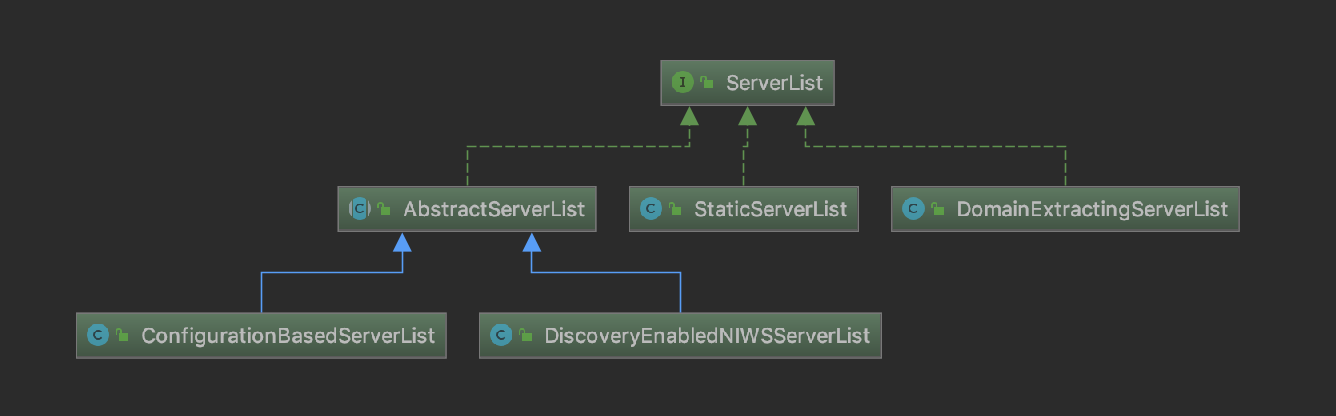 I ServerList
C AbstractServerList
C StaticServerList
C DomainExtractingServerList
C ConfigurationBasedServerList
C DiscoveryEnabledNIWSServerList